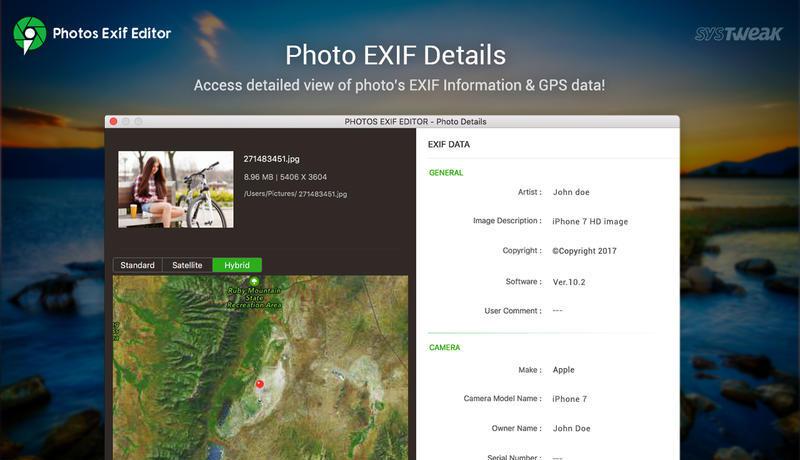 Photos Exif Editor
SYSTWEAK
Photo EXIF Details
Access detailed view of photo's EXIF Information & GPS data!
PHOTOS EXIF EDITOR - Photo Details
271483451.jpg
8.96 MB | 5406 X 3604
/Users/Pictures/ 271483451.jpg
Standard Satellite Hybrid
Ruby Mountain
State
Recreation Area
EXIF DATA
GENERAL
Artist : John doe
Image Description : iPhone 7 HD image
Copyright : ©Copyright 2017
Software : Ver.10.2
User Comment : ---
CAMERA
Make : Apple
Camera Model Name : iPhone 7
Owner Name : John Doe
Serial Number : ---